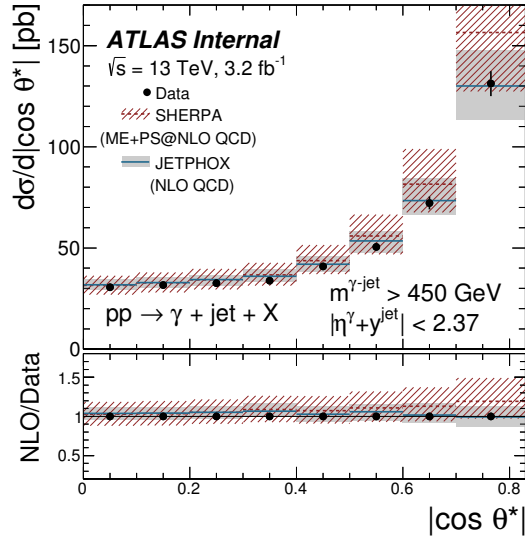 dσ/d|cos θ*| [pb]
150
100
50
0
ATLAS Internal
√s = 13 TeV, 3.2 fb⁻¹
Data
SHERPA
(ME+PS@NLO QCD)
JETPHOX
(NLO QCD)
m^γ-jet > 450 GeV
pp → γ + jet + X
|η^γ+y^jet| < 2.37
NLO/Data
1.5
1
0.5
0 0.2 0.4 0.6 0.8
|cos θ*|